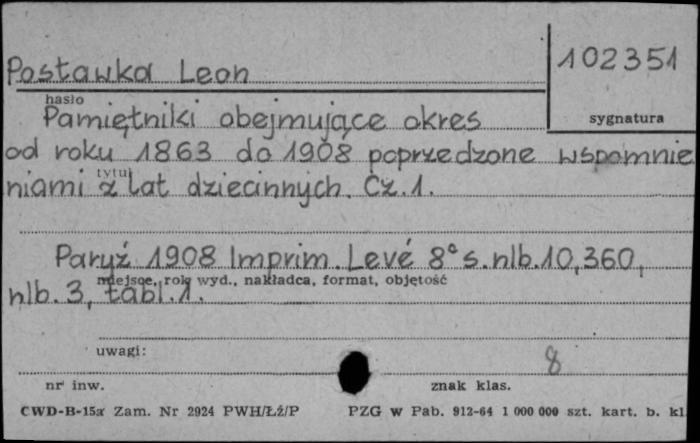 102351
Postawka Leon
hasło
sygnatura
Pamiętniki obejmujące okres
od roku 1863 do 1908 poprzedzone wspomnie
tytuł
niami z lat dziecinnych. Cz. 1.
Paryż 1908 Imprim. Levé 8° s. nlb. 10, 360,
miejsce, rok wyd., nakładca, format, objętość
nlb. 3, tabl. 1.
uwagi:
8
nr inw.
znak klas.
CWD-B-15a Zam. Nr 2924 PWH/Łź/P PZG w Pab. 912-64 1 000 000 szt. kart. b. kl